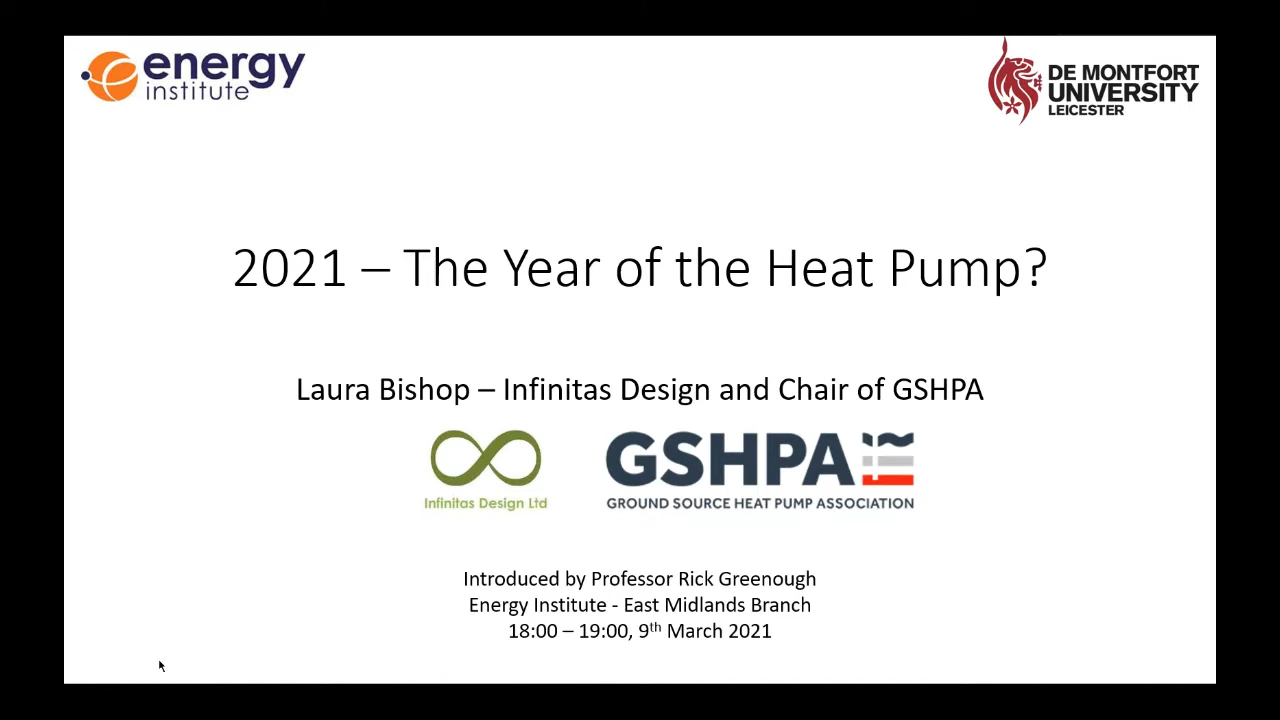 energy
institute
DE MONTFORT
UNIVERSITY
LEICESTER
2021 – The Year of the Heat Pump?
Laura Bishop – Infinitas Design and Chair of GSHPA
Infinitas Design Ltd
GSHPA
GROUND SOURCE HEAT PUMP ASSOCIATION
Introduced by Professor Rick Greenough
Energy Institute - East Midlands Branch
18:00 – 19:00, 9th March 2021